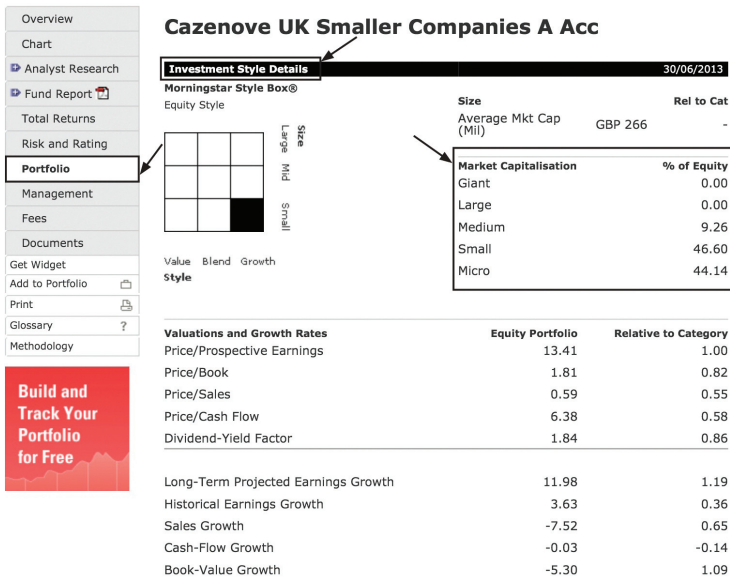 Overview
Chart
Analyst Research
Fund Report
Total Returns
Risk and Rating
Portfolio
Management
Fees
Documents
Get Widget
Add to Portfolio
Print
Glossary ?
Methodology
Build and
Track Your
Portfolio
for Free
Cazenove UK Smaller Companies A Acc
Investment Style Details 30/06/2013
Morningstar Style Box®
Equity Style
Size
Large Mid Small
Value Blend Growth
Style
Size Rel to Cat
Average Mkt Cap
(Mil) GBP 266 -
Market Capitalisation % of Equity
Giant 0.00
Large 0.00
Medium 9.26
Small 46.60
Micro 44.14
Valuations and Growth Rates Equity Portfolio Relative to Category
Price/Prospective Earnings 13.41 1.00
Price/Book 1.81 0.82
Price/Sales 0.59 0.55
Price/Cash Flow 6.38 0.58
Dividend-Yield Factor 1.84 0.86
Long-Term Projected Earnings Growth 11.98 1.19
Historical Earnings Growth 3.63 0.36
Sales Growth -7.52 0.65
Cash-Flow Growth -0.03 -0.14
Book-Value Growth -5.30 1.09